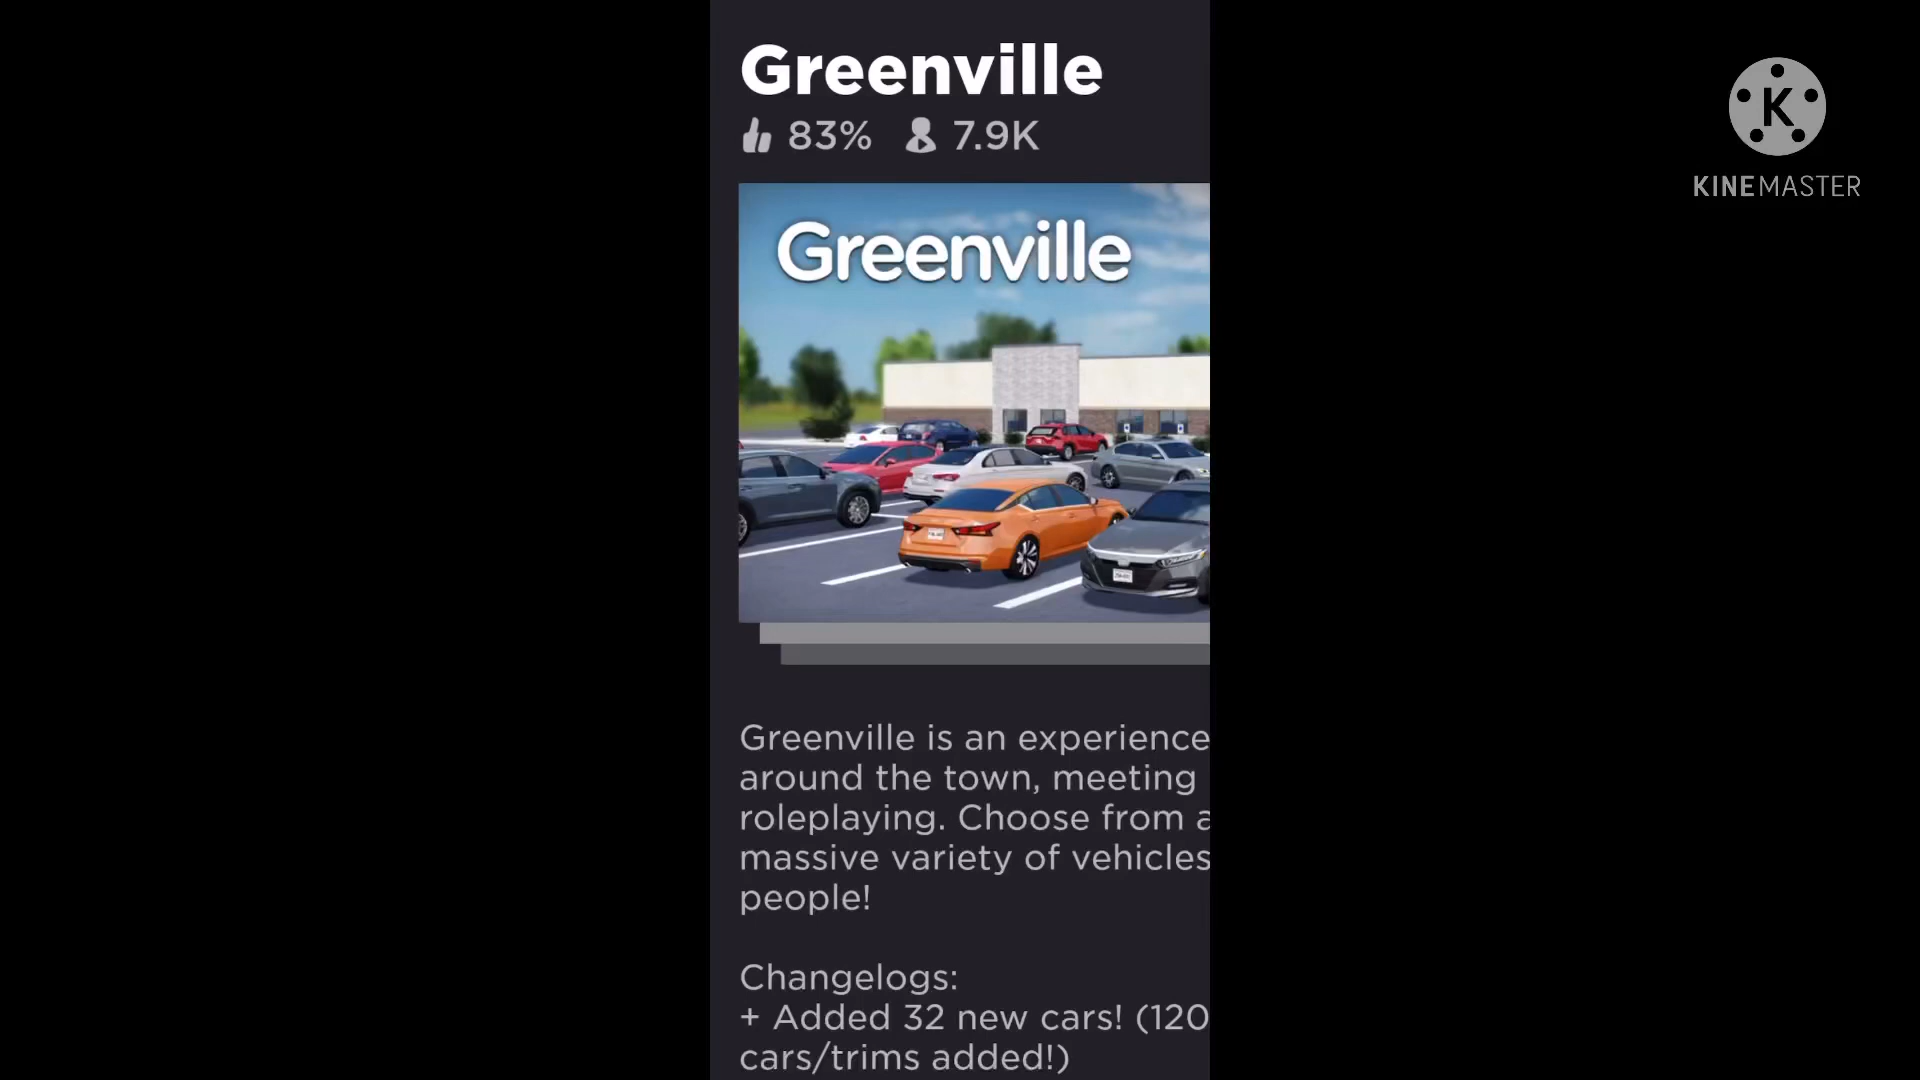 Greenville
83% 7.9K
K
KINEMASTER
Greenville
Greenville is an experience
around the town, meeting
roleplaying. Choose from a
massive variety of vehicles
people!
Changelogs:
+ Added 32 new cars! (120
cars/trims added!)